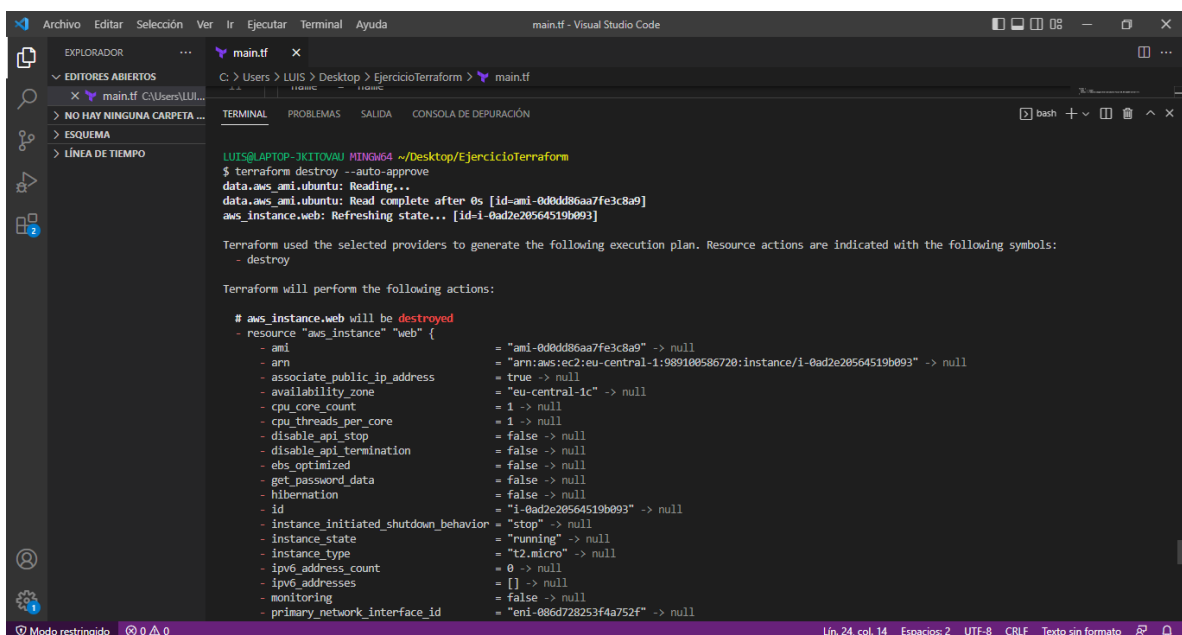 Archivo Editar Selección Ver Ir Ejecutar Terminal Ayuda
main.tf - Visual Studio Code
EXPLORADOR
EDITORES ABIERTOS
main.tf C:\Users\LUI...
NO HAY NINGUNA CARPETA ...
ESQUEMA
LÍNEA DE TIEMPO
2
1
main.tf
C: > Users > LUIS > Desktop > EjercicioTerraform > main.tf
TERMINAL PROBLEMAS SALIDA CONSOLA DE DEPURACIÓN
bash
LUIS@LAPTOP-JKITOVAU MINGW64 ~/Desktop/EjercicioTerraform
$ terraform destroy --auto-approve
data.aws_ami.ubuntu: Reading...
data.aws_ami.ubuntu: Read complete after 0s [id=ami-0d0dd86aa7fe3c8a9]
aws_instance.web: Refreshing state... [id=i-0ad2e20564519b093]
Terraform used the selected providers to generate the following execution plan. Resource actions are indicated with the following symbols:
- destroy
Terraform will perform the following actions:
# aws_instance.web will be destroyed
- resource "aws_instance" "web" {
- ami = "ami-0d0dd86aa7fe3c8a9" -> null
- arn = "arn:aws:ec2:eu-central-1:989100586720:instance/i-0ad2e20564519b093" -> null
- associate_public_ip_address = true -> null
- availability_zone = "eu-central-1c" -> null
- cpu_core_count = 1 -> null
- cpu_threads_per_core = 1 -> null
- disable_api_stop = false -> null
- disable_api_termination = false -> null
- ebs_optimized = false -> null
- get_password_data = false -> null
- hibernation = false -> null
- id = "i-0ad2e20564519b093" -> null
- instance_initiated_shutdown_behavior = "stop" -> null
- instance_state = "running" -> null
- instance_type = "t2.micro" -> null
- ipv6_address_count = 0 -> null
- ipv6_addresses = [] -> null
- monitoring = false -> null
- primary_network_interface_id = "eni-086d728253f4a752f" -> null
Modo restringido 0 0 Lín. 24, col. 14 Espacios: 2 UTF-8 CRLF Texto sin formato